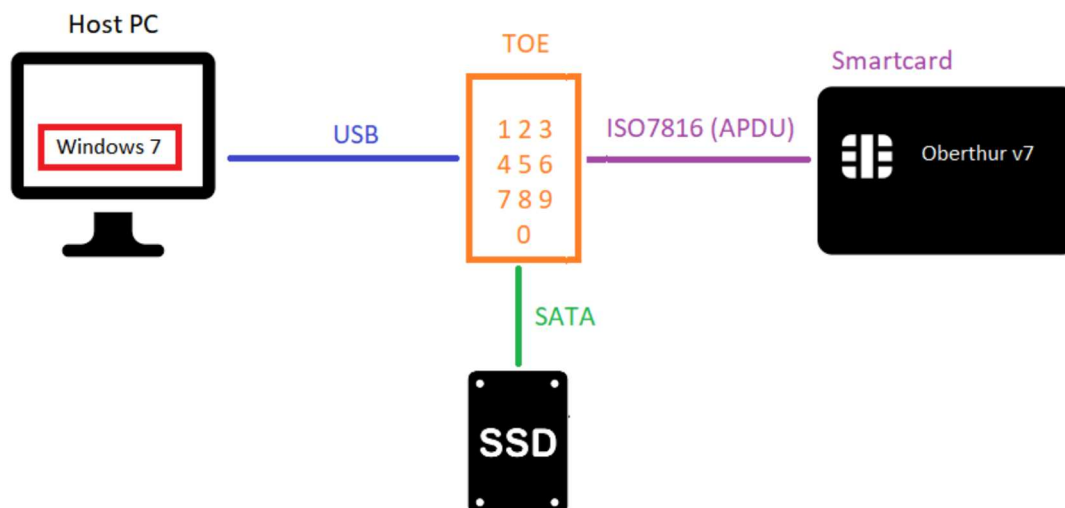 Host PC
Windows 7
USB
TOE
1 2 3
4 5 6
7 8 9
0
ISO7816 (APDU)
Smartcard
Oberthur v7
SATA
SSD